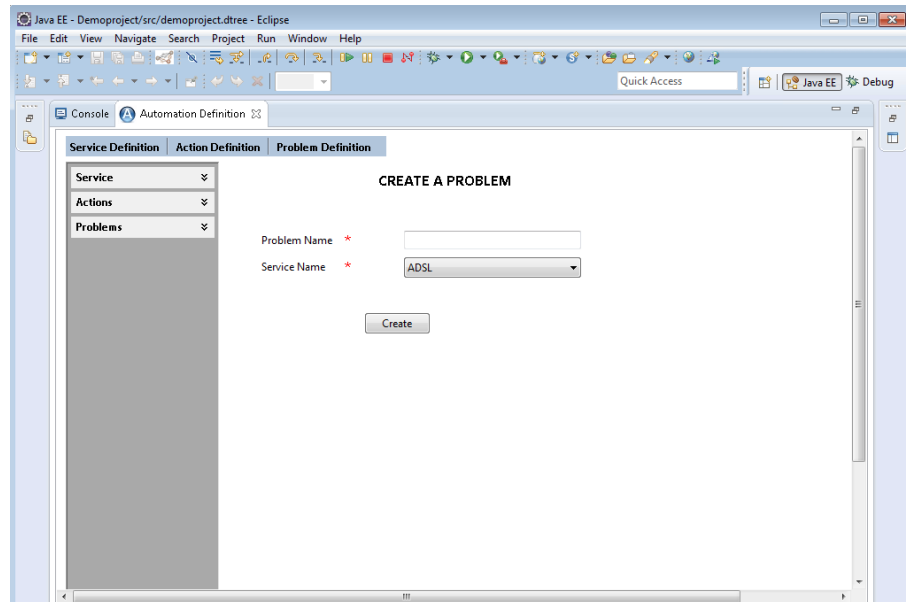 Java EE - Demoproject/src/demoproject.dtree - Eclipse
File Edit View Navigate Search Project Run Window Help
Quick Access
Java EE
Debug
Console
Automation Definition
Service Definition
Action Definition
Problem Definition
Service
Actions
Problems
CREATE A PROBLEM
Problem Name *
Service Name *
ADSL
Create